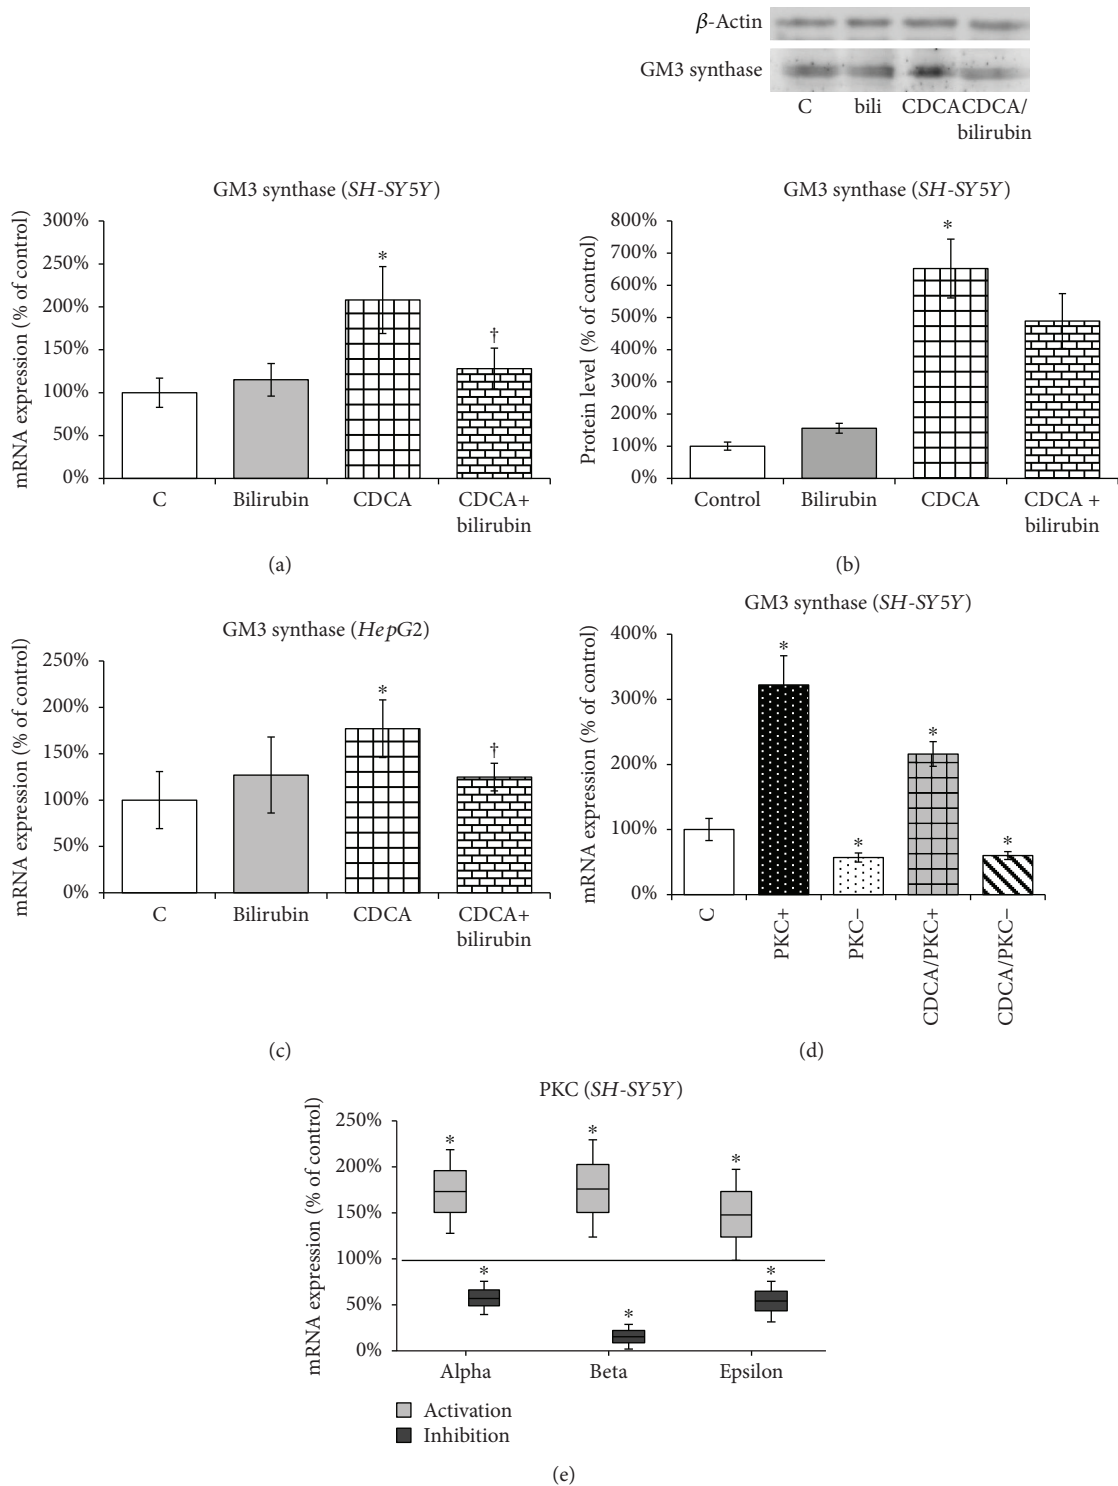 β-Actin
GM3 synthase
C bili CDCA CDCA/
bilirubin
GM3 synthase (SH-SY5Y)
mRNA expression (% of control)
300%
250%
200%
150%
100%
50%
0%
*
†
C Bilirubin CDCA CDCA+
bilirubin
(a)
GM3 synthase (SH-SY5Y)
Protein level (% of control)
800%
700%
600%
500%
400%
300%
200%
100%
0%
*
Control Bilirubin CDCA CDCA +
bilirubin
(b)
GM3 synthase (HepG2)
mRNA expression (% of control)
250%
200%
150%
100%
50%
0%
*
†
C Bilirubin CDCA CDCA+
bilirubin
(c)
GM3 synthase (SH-SY5Y)
mRNA expression (% of control)
400%
300%
200%
100%
0%
*
*
*
*
C
PKC+
PKC−
CDCA/PKC+
CDCA/PKC−
(d)
PKC (SH-SY5Y)
mRNA expression (% of control)
250%
200%
150%
100%
50%
0%
*
*
*
*
*
*
Alpha Beta Epsilon
Activation
Inhibition
(e)